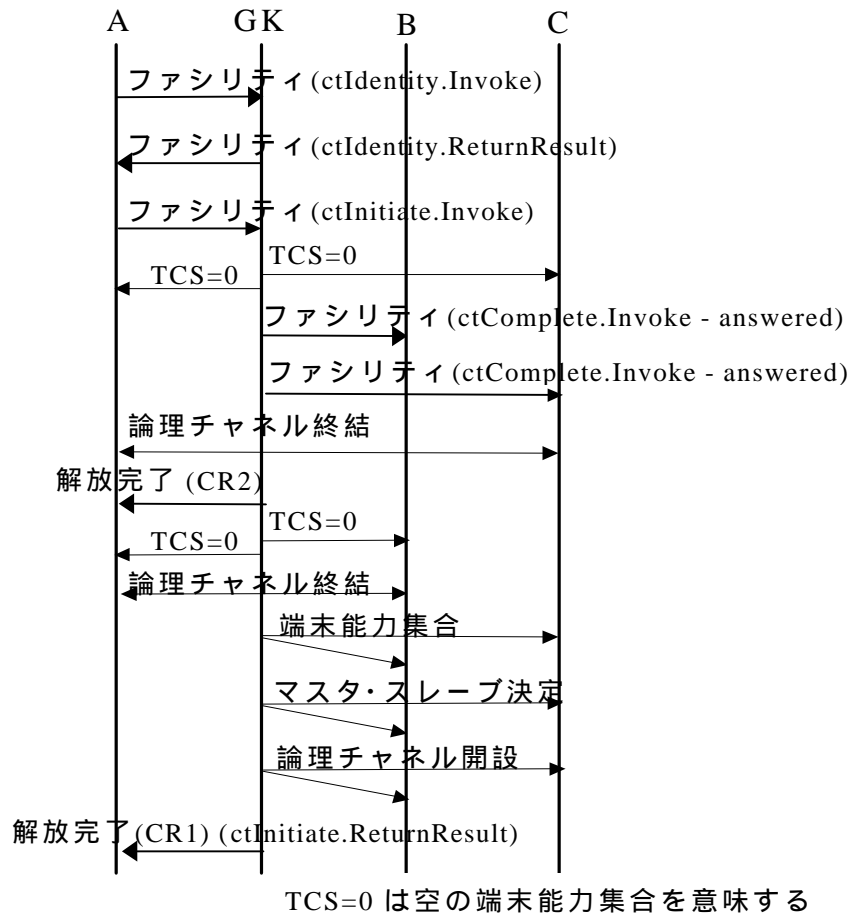 A GK B C
ファシリティ(ctIdentity.Invoke)
ファシリティ(ctIdentity.ReturnResult)
ファシリティ(ctInitiate.Invoke)
TCS=0
TCS=0
ファシリティ(ctComplete.Invoke - answered)
ファシリティ(ctComplete.Invoke - answered)
論理チャネル終結
解放完了 (CR2)
TCS=0
TCS=0
論理チャネル終結
端末能力集合
マスタ・スレーブ決定
論理チャネル開設
解放完了(CR1) (ctInitiate.ReturnResult)
TCS=0 は空の端末能力集合を意味する